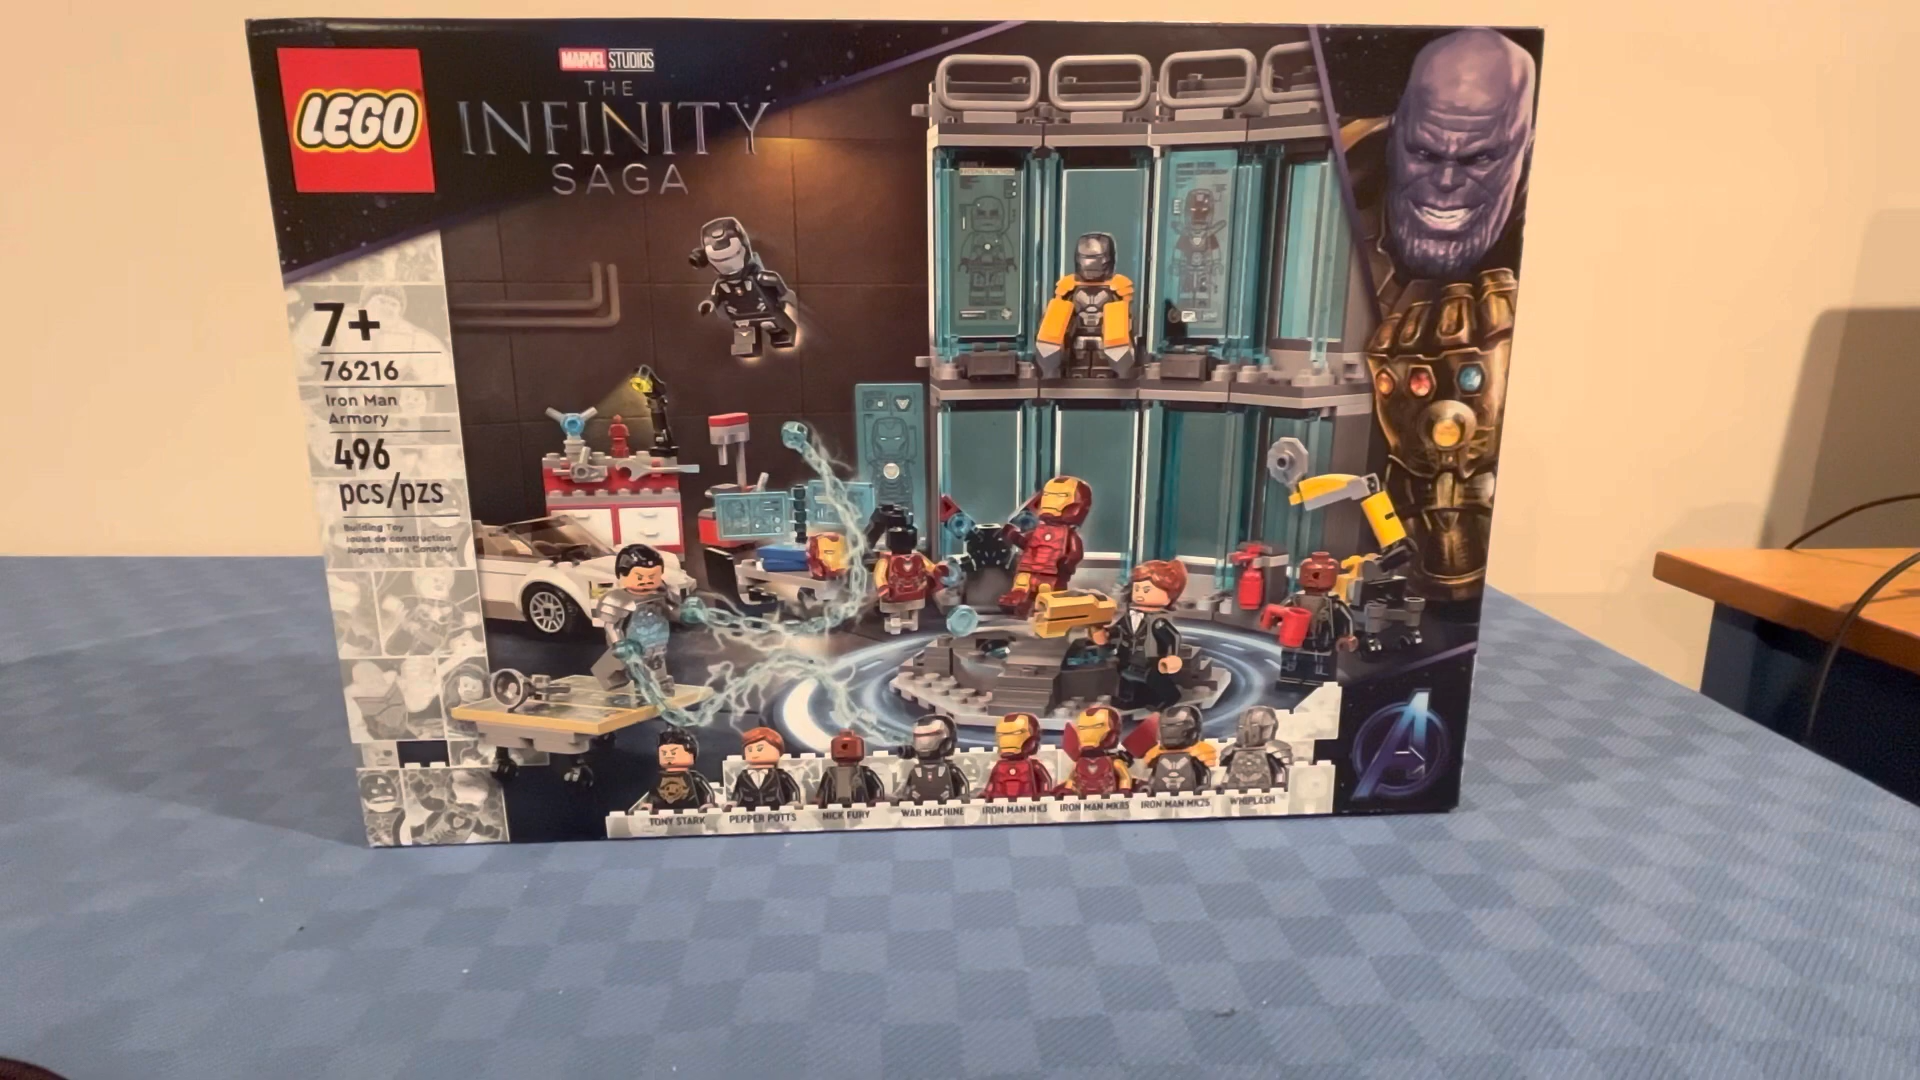 LEGO
MARVEL STUDIOS
THE
INFINITY
SAGA
7+
76216
Iron Man
Armory
496
pcs/pzs
Building Toy
Jouet de construction
Juguete para Construir
TONY STARK
PEPPER POTTS
NICK FURY
WAR MACHINE
IRON MAN MK3
IRON MAN MK85
IRON MAN MK25
WHIPLASH